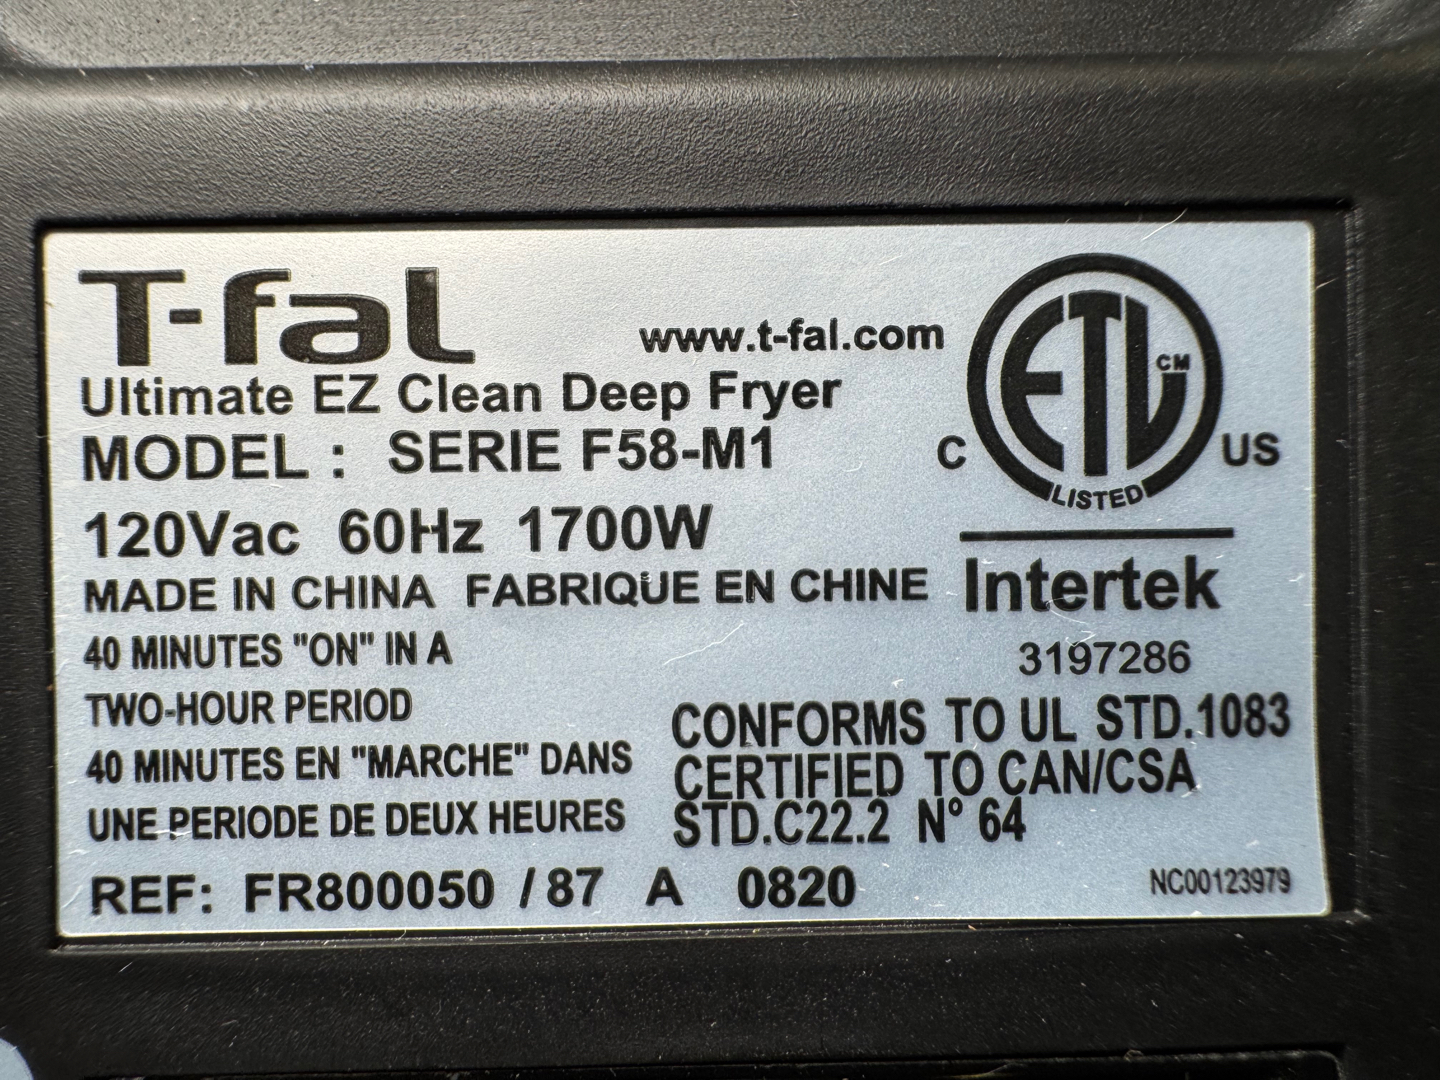 T-fal
www.t-fal.com
Ultimate EZ Clean Deep Fryer
MODEL : SERIE F58-M1
120Vac 60Hz 1700W
MADE IN CHINA FABRIQUE EN CHINE
40 MINUTES "ON" IN A
TWO-HOUR PERIOD
40 MINUTES EN "MARCHE" DANS
UNE PERIODE DE DEUX HEURES
REF: FR800050 / 87 A 0820
ETL CM
C US
LISTED
Intertek
3197286
CONFORMS TO UL STD.1083
CERTIFIED TO CAN/CSA
STD.C22.2 N° 64
NC00123979